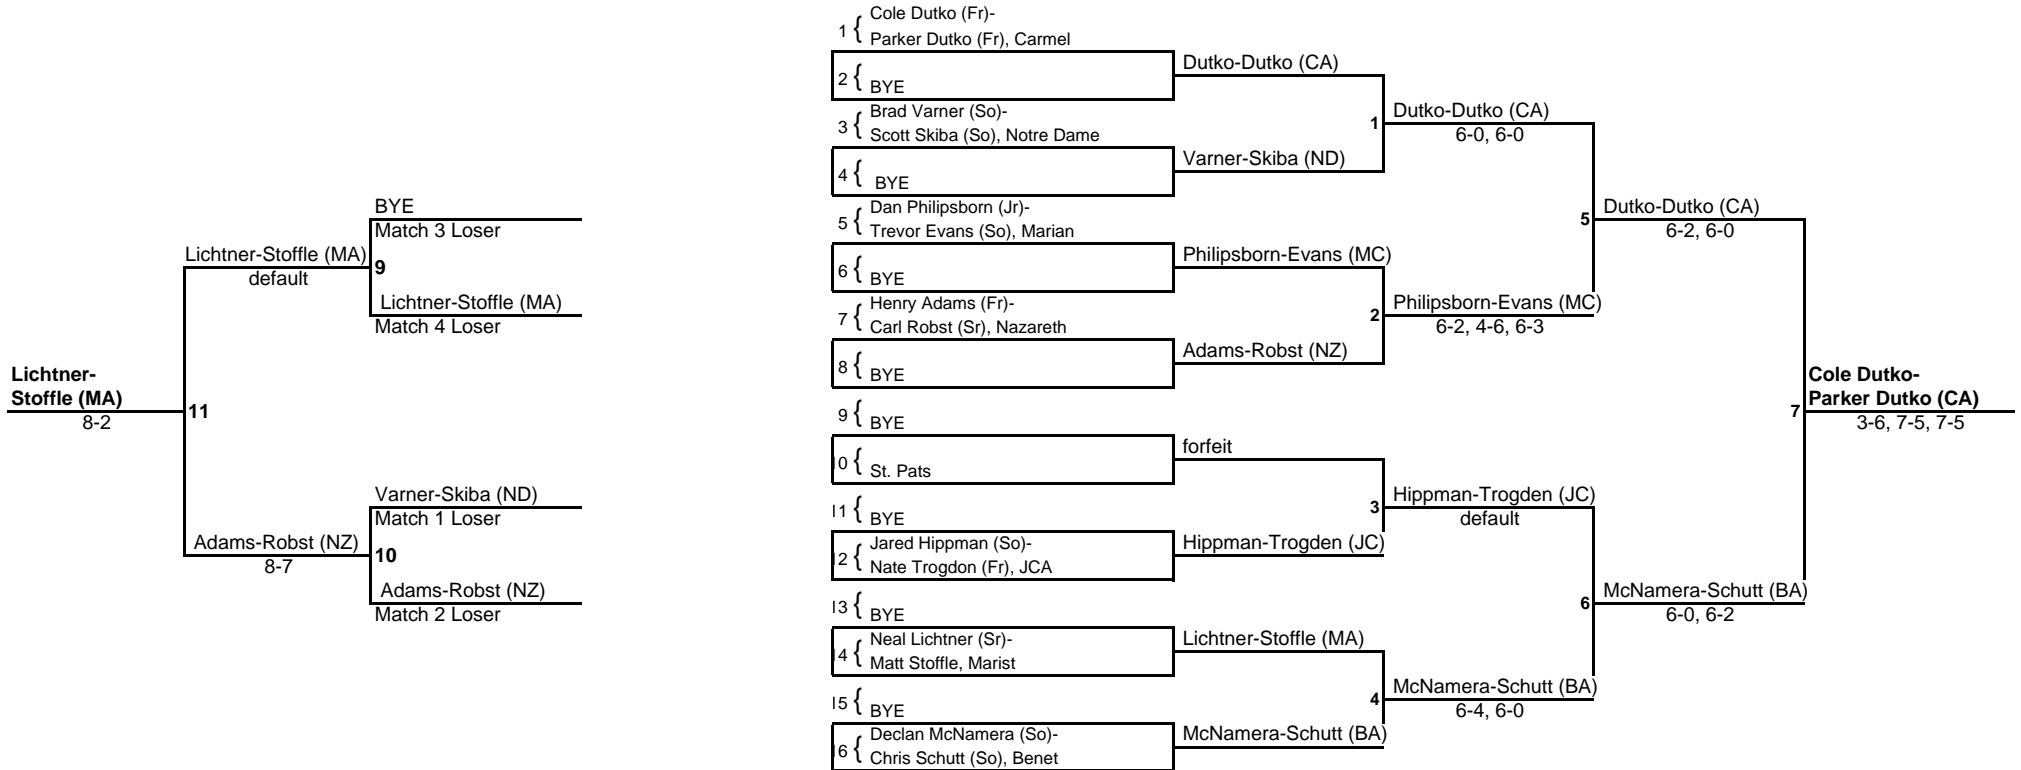 BYE
Match 3 Loser
Lichtner-Stoffle (MA)
default
9
Lichtner-Stoffle (MA)
Match 4 Loser
Lichtner-
Stoffle (MA)
8-2
11
Varner-Skiba (ND)
Match 1 Loser
Adams-Robst (NZ)
8-7
10
Adams-Robst (NZ)
Match 2 Loser
1 { Cole Dutko (Fr)-
Parker Dutko (Fr), Carmel
2 { BYE
3 { Brad Varner (So)-
Scott Skiba (So), Notre Dame
4 { BYE
5 { Dan Philipsborn (Jr)-
Trevor Evans (So), Marian
6 { BYE
7 { Henry Adams (Fr)-
Carl Robst (Sr), Nazareth
8 { BYE
9 { BYE
10 { St. Pats
11 { BYE
12 { Jared Hippman (So)-
Nate Trogdon (Fr), JCA
13 { BYE
14 { Neal Lichtner (Sr)-
Matt Stoffle, Marist
15 { BYE
16 { Declan McNamera (So)-
Chris Schutt (So), Benet
Dutko-Dutko (CA)
Varner-Skiba (ND)
Philipsborn-Evans (MC)
Adams-Robst (NZ)
forfeit
Hippman-Trogden (JC)
Lichtner-Stoffle (MA)
McNamera-Schutt (BA)
1
Dutko-Dutko (CA)
6-0, 6-0
2
Philipsborn-Evans (MC)
6-2, 4-6, 6-3
3
Hippman-Trogden (JC)
default
4
McNamera-Schutt (BA)
6-4, 6-0
5
Dutko-Dutko (CA)
6-2, 6-0
6
McNamera-Schutt (BA)
6-0, 6-2
7
Cole Dutko-
Parker Dutko (CA)
3-6, 7-5, 7-5